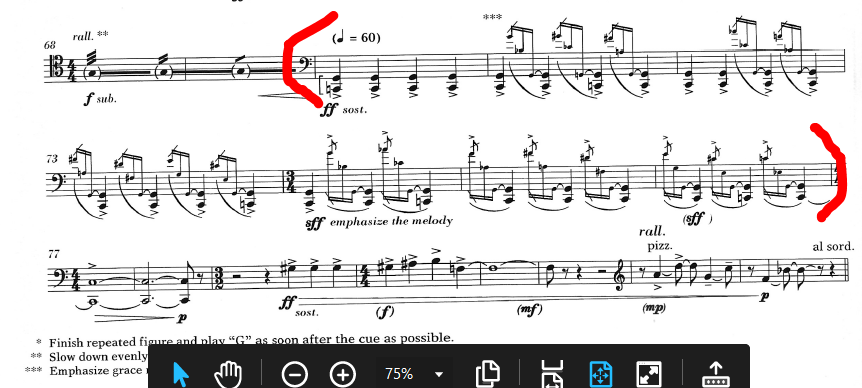 rall. **
68
(♩ = 60)
***
f sub.
ff sost.
73
sff emphasize the melody
(sff )
77
rall.
pizz.
al sord.
p
ff
sost.
(f)
(mf)
(mp)
p
* Finish repeated figure and play “G” as soon after the cue as possible.
** Slow down evenly
*** Emphasize grace
75%